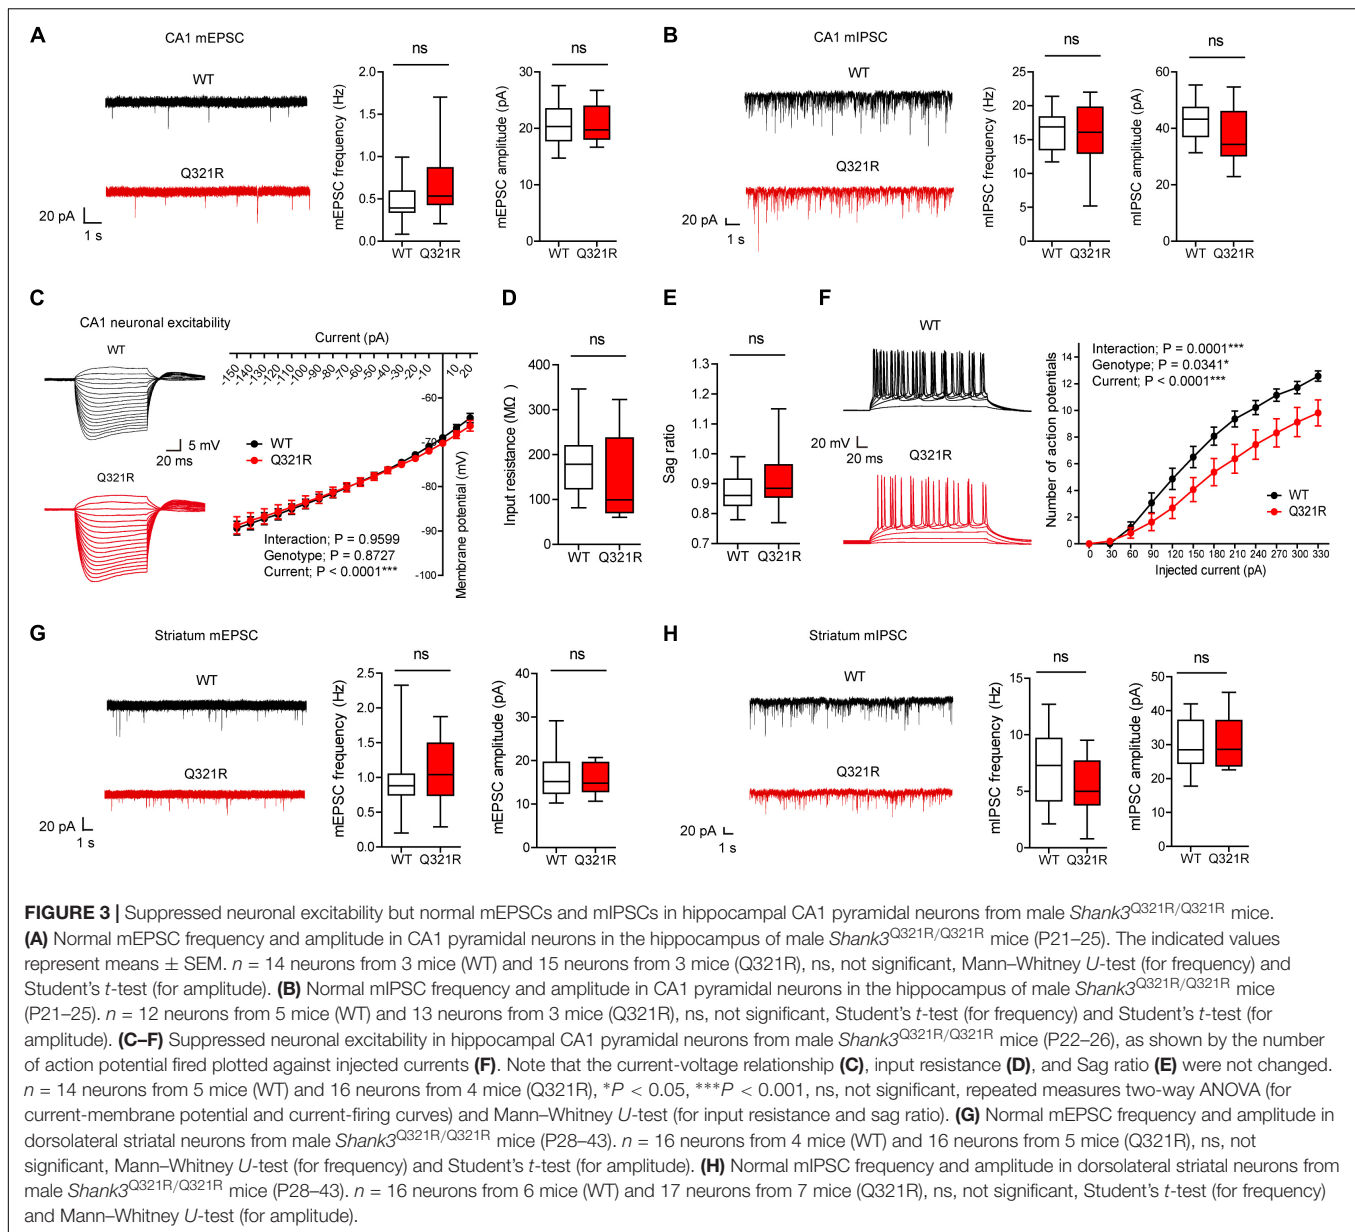 A
CA1 mEPSC
WT
Q321R
20 pA
1 s
ns
mEPSC frequency (Hz)
2.0
1.5
1.0
0.5
0.0
WT Q321R
ns
mEPSC amplitude (pA)
30
20
10
0
WT Q321R
B
CA1 mIPSC
WT
Q321R
20 pA
1 s
ns
mIPSC frequency (Hz)
25
20
15
10
5
0
WT Q321R
ns
mIPSC amplitude (pA)
60
40
20
0
WT Q321R
C
CA1 neuronal excitability
WT
5 mV
20 ms
Q321R
Current (pA)
-150 -140 -130 -120 -110 -100 -90 -80 -70 -60 -50 -40 -30 -20 -10 10 20
-60
-70
-80
-90
-100
Membrane potential (mV)
WT
Q321R
Interaction; P = 0.9599
Genotype; P = 0.8727
Current; P < 0.0001***
D
ns
Input resistance (MΩ)
400
300
200
100
0
WT Q321R
E
ns
Sag ratio
1.3
1.2
1.1
1.0
0.9
0.8
0.7
WT Q321R
F
WT
20 mV
20 ms
Q321R
Interaction; P = 0.0001***
Genotype; P = 0.0341*
Current; P < 0.0001***
Number of action potentials
14
12
10
8
6
4
2
0
WT
Q321R
0 30 60 90 120 150 180 210 240 270 300 330
Injected current (pA)
G
Striatum mEPSC
WT
Q321R
20 pA
1 s
ns
mEPSC frequency (Hz)
2.5
2.0
1.5
1.0
0.5
0.0
WT Q321R
ns
mEPSC amplitude (pA)
40
30
20
10
0
WT Q321R
H
Striatum mIPSC
WT
Q321R
20 pA
1 s
ns
mIPSC frequency (Hz)
15
10
5
0
WT Q321R
ns
mIPSC amplitude (pA)
50
40
30
20
10
0
WT Q321R
FIGURE 3 | Suppressed neuronal excitability but normal mEPSCs and mIPSCs in hippocampal CA1 pyramidal neurons from male Shank3Q321R/Q321R mice.
(A) Normal mEPSC frequency and amplitude in CA1 pyramidal neurons in the hippocampus of male Shank3Q321R/Q321R mice (P21–25). The indicated values
represent means ± SEM. n = 14 neurons from 3 mice (WT) and 15 neurons from 3 mice (Q321R), ns, not significant, Mann–Whitney U-test (for frequency) and
Student's t-test (for amplitude). (B) Normal mIPSC frequency and amplitude in CA1 pyramidal neurons in the hippocampus of male Shank3Q321R/Q321R mice
(P21–25). n = 12 neurons from 5 mice (WT) and 13 neurons from 3 mice (Q321R), ns, not significant, Student's t-test (for frequency) and Student's t-test (for
amplitude). (C–F) Suppressed neuronal excitability in hippocampal CA1 pyramidal neurons from male Shank3Q321R/Q321R mice (P22–26), as shown by the number
of action potential fired plotted against injected currents (F). Note that the current-voltage relationship (C), input resistance (D), and Sag ratio (E) were not changed.
n = 14 neurons from 5 mice (WT) and 16 neurons from 4 mice (Q321R), *P < 0.05, ***P < 0.001, ns, not significant, repeated measures two-way ANOVA (for
current-membrane potential and current-firing curves) and Mann–Whitney U-test (for input resistance and sag ratio). (G) Normal mEPSC frequency and amplitude in
dorsolateral striatal neurons from male Shank3Q321R/Q321R mice (P28–43). n = 16 neurons from 4 mice (WT) and 16 neurons from 5 mice (Q321R), ns, not
significant, Mann–Whitney U-test (for frequency) and Student's t-test (for amplitude). (H) Normal mIPSC frequency and amplitude in dorsolateral striatal neurons from
male Shank3Q321R/Q321R mice (P28–43). n = 16 neurons from 6 mice (WT) and 17 neurons from 7 mice (Q321R), ns, not significant, Student's t-test (for frequency)
and Mann–Whitney U-test (for amplitude).